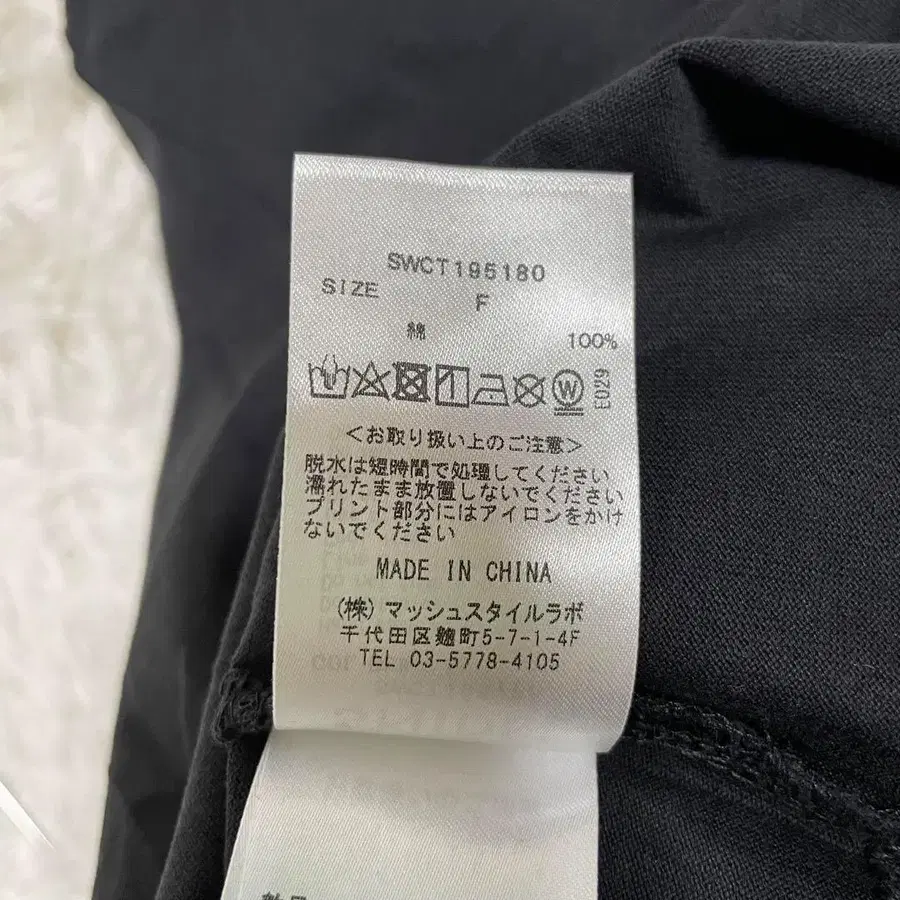 SWCT195180
SIZE F
綿 100%
W E029
<お取り扱い上のご注意>
脱水は短時間で処理してください
濡れたまま放置しないでください
プリント部分にはアイロンをかけ
ないでください
MADE IN CHINA
(株)マッシュスタイルラボ
千代田区麹町5-7-1-4F
TEL 03-5778-4105